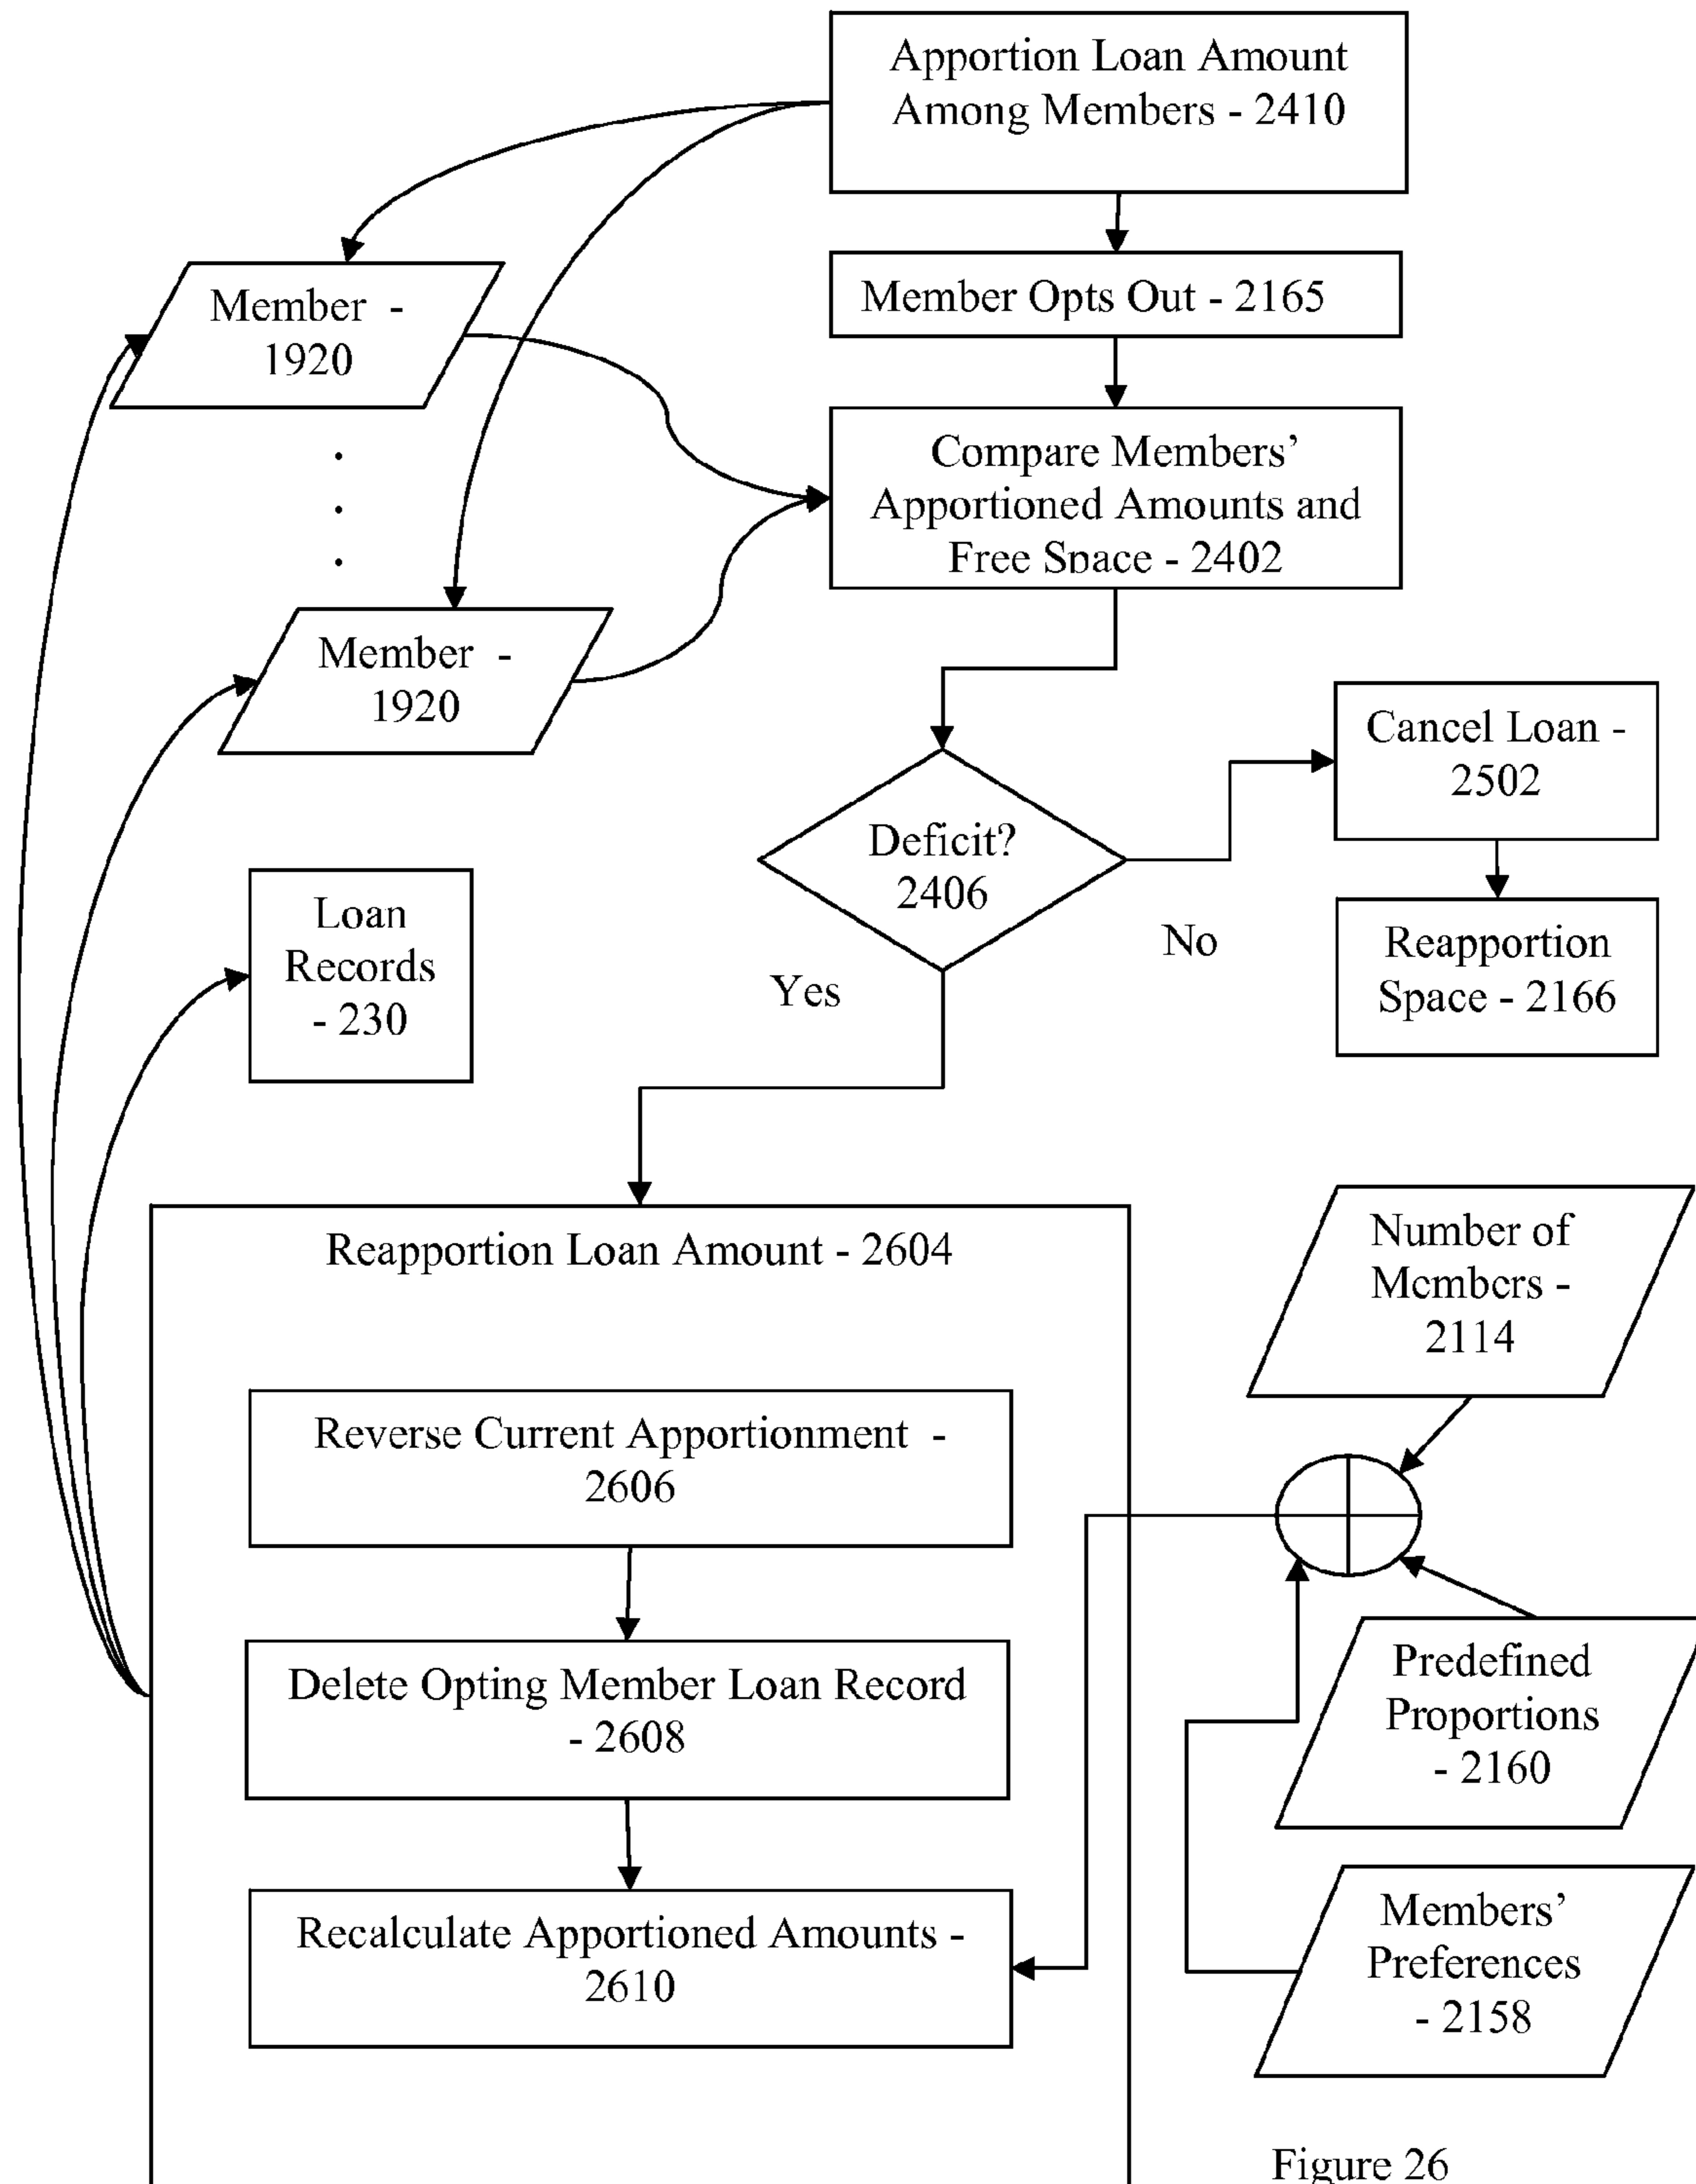 Apportion Loan Amount
Among Members - 2410
Member Opts Out - 2165
Member -
1920
Compare Members'
Apportioned Amounts and
Free Space - 2402
Member -
1920
Cancel Loan -
2502
Deficit?
2406
No
Yes
Reapportion
Space - 2166
Loan
Records
- 230
Reapportion Loan Amount - 2604
Number of
Members -
2114
Reverse Current Apportionment -
2606
Delete Opting Member Loan Record
- 2608
Predefined
Proportions
- 2160
Recalculate Apportioned Amounts -
2610
Members'
Preferences
- 2158
Figure 26